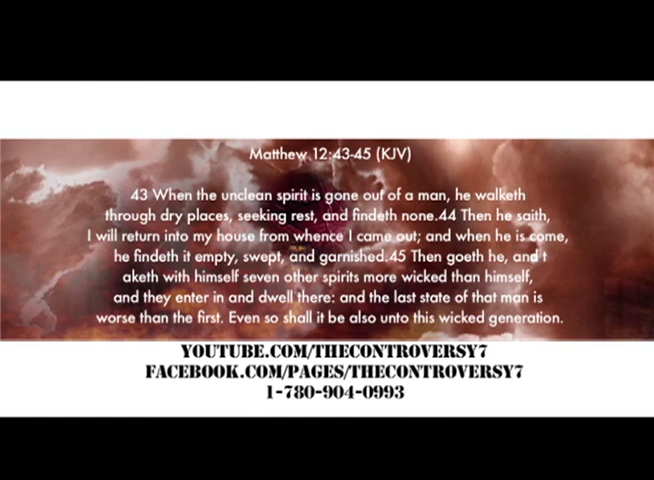 Matthew 12:43-45 (KJV)
43 When the unclean spirit is gone out of a man, he walketh
through dry places, seeking rest, and findeth none.44 Then he saith,
I will return into my house from whence I came out; and when he is come,
he findeth it empty, swept, and garnished.45 Then goeth he, and t
aketh with himself seven other spirits more wicked than himself,
and they enter in and dwell there: and the last state of that man is
worse than the first. Even so shall it be also unto this wicked generation.
YOUTUBE.COM/THECONTROVERSY7
FACEBOOK.COM/PAGES/THECONTROVERSY7
1-780-904-0993